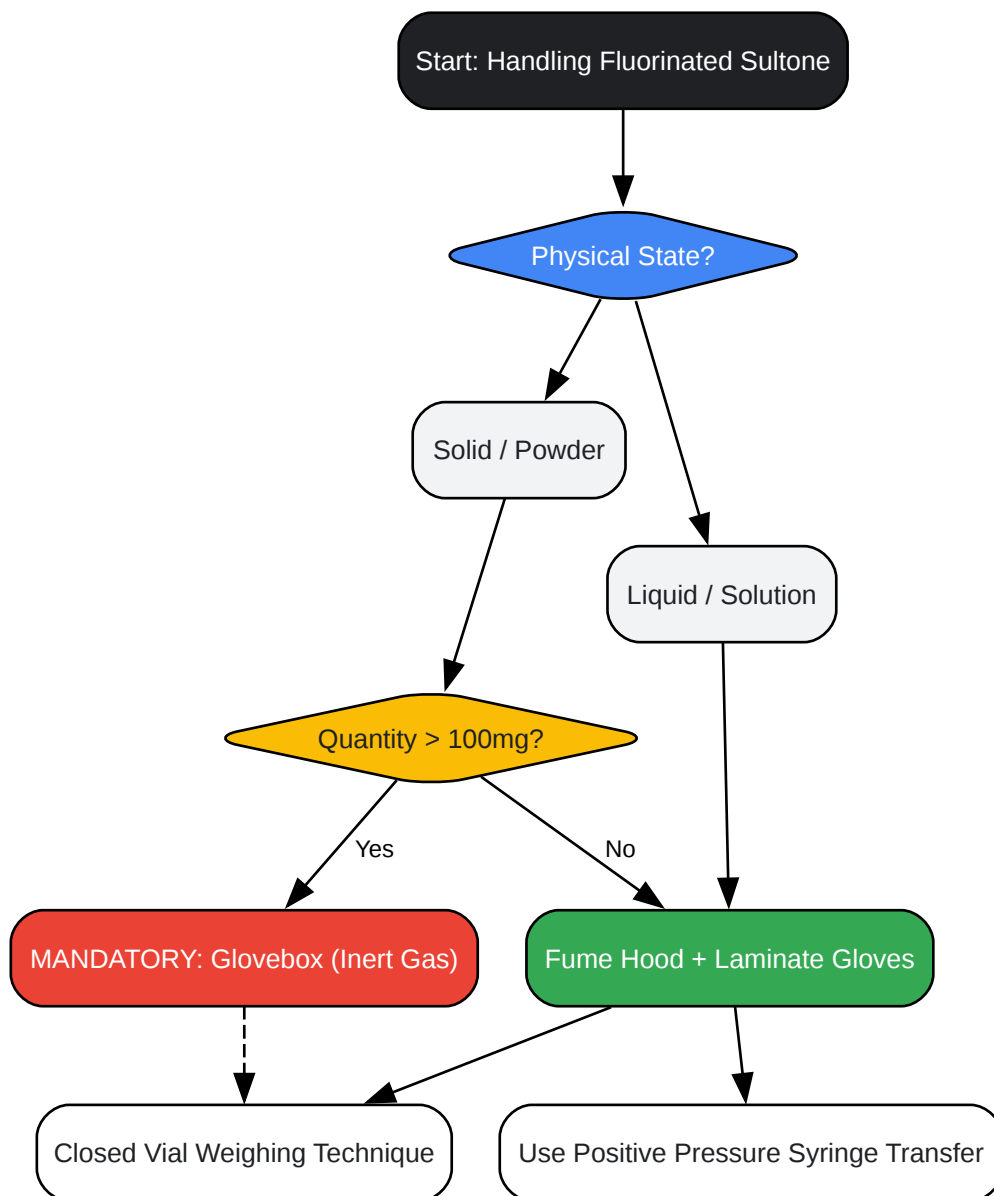 Start: Handling Fluorinated Sultone
Physical State?
Solid / Powder
Liquid / Solution
Quantity > 100mg?
Yes
No
MANDATORY: Glovebox (Inert Gas)
Fume Hood + Laminate Gloves
Closed Vial Weighing Technique
Use Positive Pressure Syringe Transfer